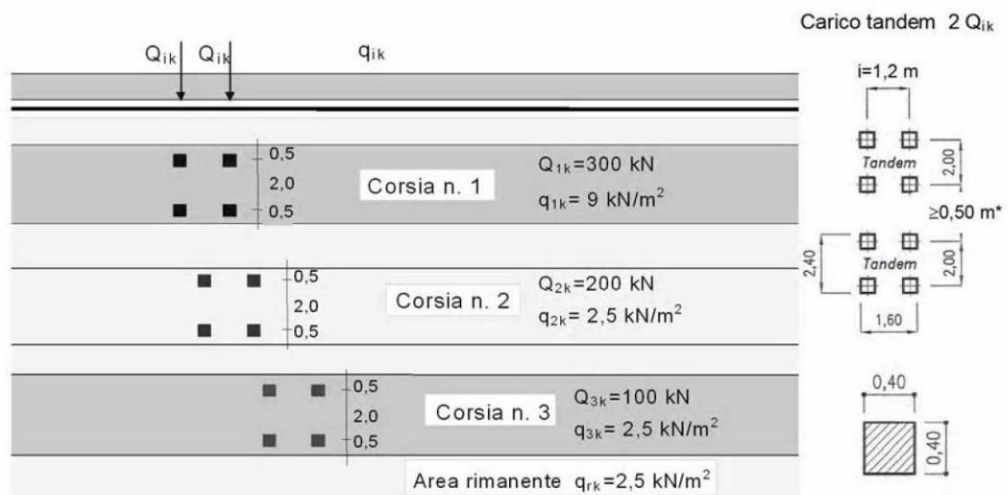 Carico tandem 2 Qik
Qik Qik qik
i=1,2 m
0,5
2,0
0,5
Corsia n. 1
Q1k=300 kN
q1k= 9 kN/m²
Tandem
2,00
≥0,50 m*
0,5
2,0
0,5
Corsia n. 2
Q2k=200 kN
q2k= 2,5 kN/m²
2,40
Tandem
2,00
1,60
0,5
2,0
0,5
Corsia n. 3
Q3k=100 kN
q3k= 2,5 kN/m²
0,40
0,40
Area rimanente qrk=2,5 kN/m²